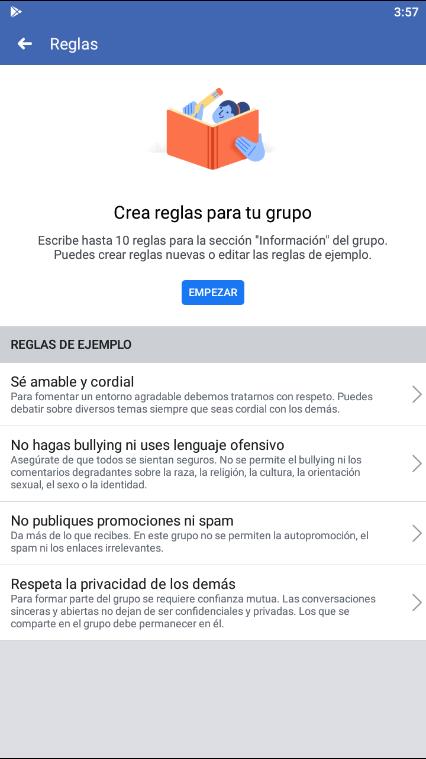 3:57
Reglas
Crea reglas para tu grupo
Escribe hasta 10 reglas para la sección "Información" del grupo.
Puedes crear reglas nuevas o editar las reglas de ejemplo.
EMPEZAR
REGLAS DE EJEMPLO
Sé amable y cordial
Para fomentar un entorno agradable debemos tratarnos con respeto. Puedes
debatir sobre diversos temas siempre que seas cordial con los demás.
No hagas bullying ni uses lenguaje ofensivo
Asegúrate de que todos se sientan seguros. No se permite el bullying ni los
comentarios degradantes sobre la raza, la religión, la cultura, la orientación
sexual, el sexo o la identidad.
No publiques promociones ni spam
Da más de lo que recibes. En este grupo no se permiten la autopromoción, el
spam ni los enlaces irrelevantes.
Respeta la privacidad de los demás
Para formar parte del grupo se requiere confianza mutua. Las conversaciones
sinceras y abiertas no dejan de ser confidenciales y privadas. Los que se
comparte en el grupo debe permanecer en él.